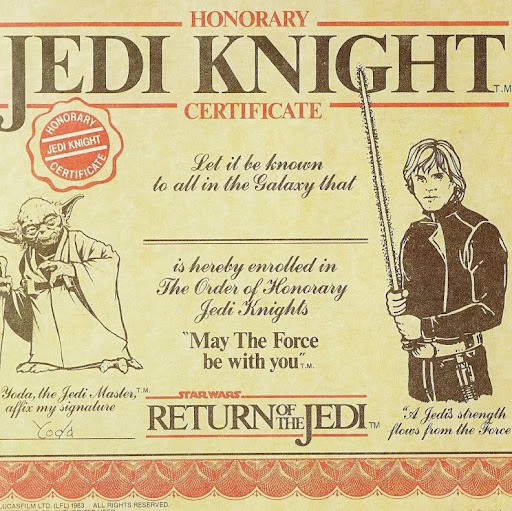 HONORARY
JEDI KNIGHT T.M.
CERTIFICATE
HONORARY
JEDI KNIGHT
CERTIFICATE
Let it be known
to all in the Galaxy that
is hereby enrolled in
The Order of Honorary
Jedi Knights
"May The Force
be with you" T.M.
Yoda, the Jedi Master, T.M.
affix my signature
Yoda
STAR WARS
RETURN OF THE JEDI TM
"A Jedi's strength
flows from the Force
LUCASFILM LTD. (LFL) 1983 ALL RIGHTS RESERVED.